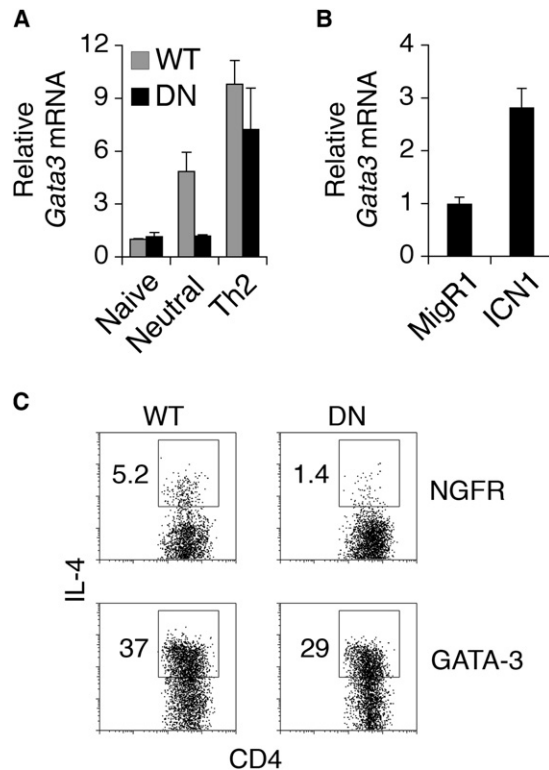 A
Relative
Gata3 mRNA
12
9
6
3
0
WT
DN
Naive
Neutral
Th2
B
Relative
Gata3 mRNA
4
3
2
1
0
MigR1
ICN1
C
WT
DN
5.2
1.4
NGFR
IL-4
37
29
GATA-3
CD4